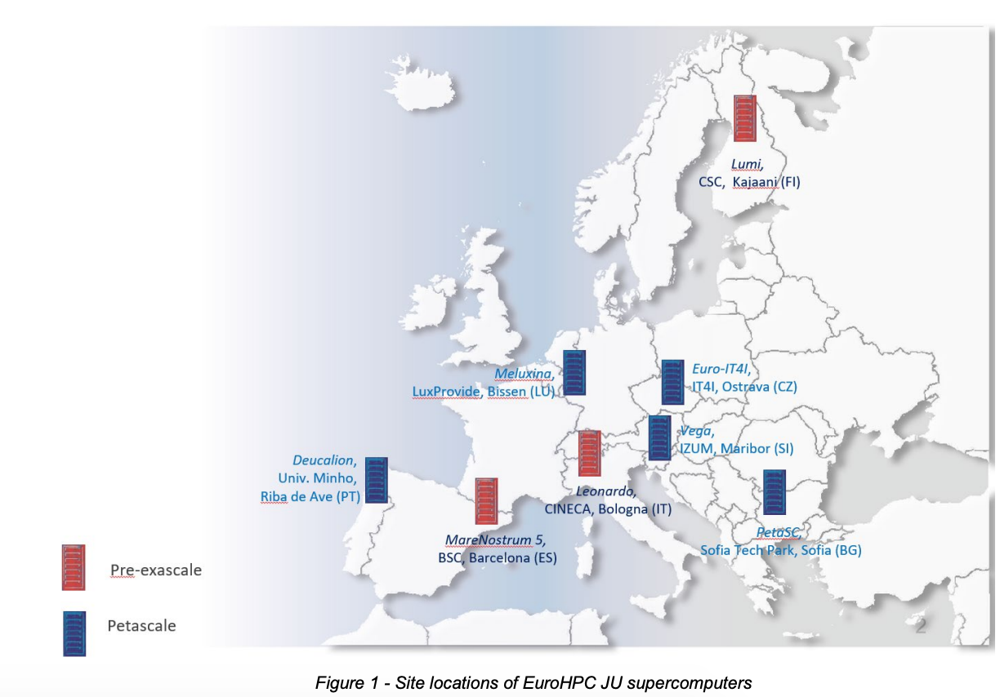 Lumi,
CSC, Kajaani (FI)
Meluxina,
LuxProvide, Bissen (LU)
Euro-IT4I,
IT4I, Ostrava (CZ)
Vega,
IZUM, Maribor (SI)
Deucalion,
Univ. Minho,
Riba de Ave (PT)
Leonardo,
CINECA, Bologna (IT)
MareNostrum 5,
BSC, Barcelona (ES)
PetaSC,
Sofia Tech Park, Sofia (BG)
Pre-exascale
Petascale
2
Figure 1 - Site locations of EuroHPC JU supercomputers